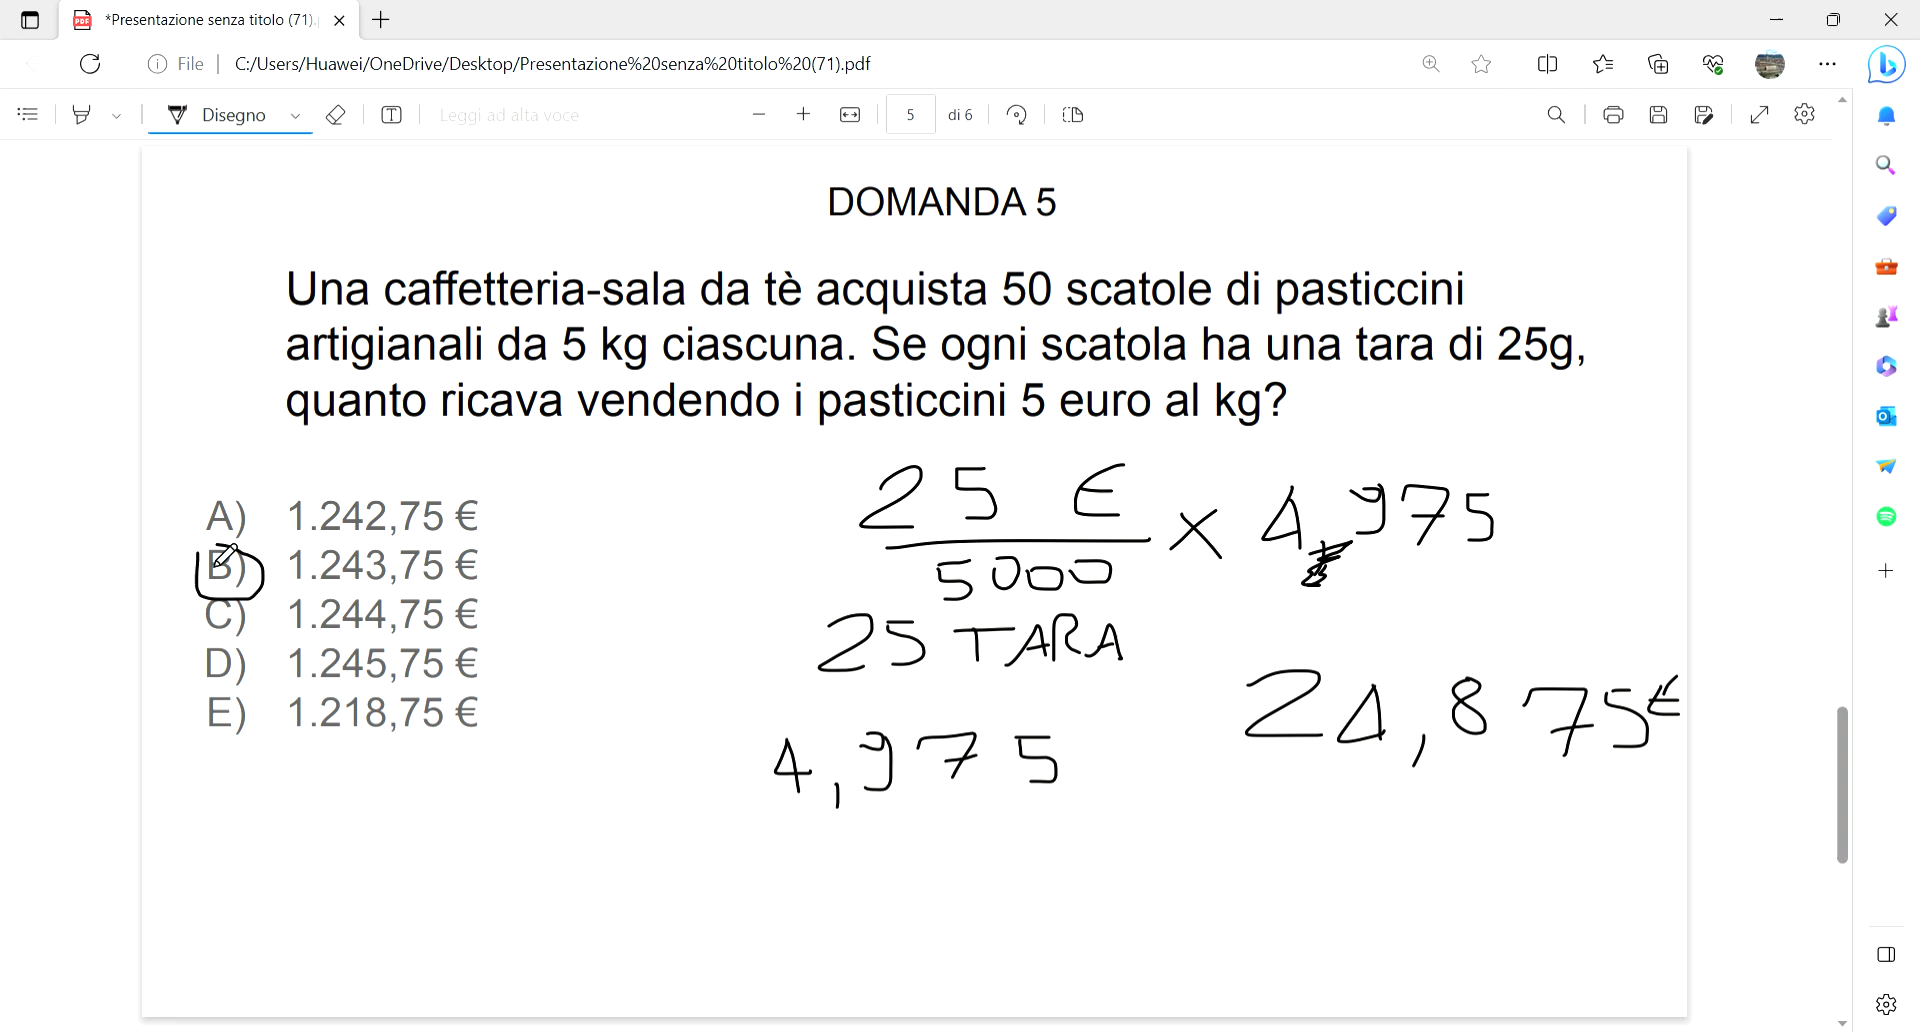 *Presentazione senza titolo (71).
File
C:/Users/Huawei/OneDrive/Desktop/Presentazione%20senza%20titolo%20(71).pdf
Disegno
Leggi ad alta voce
5 di 6
DOMANDA 5
Una caffetteria-sala da tè acquista 50 scatole di pasticcini
artigianali da 5 kg ciascuna. Se ogni scatola ha una tara di 25g,
quanto ricava vendendo i pasticcini 5 euro al kg?
A) 1.242,75 €
B) 1.243,75 €
C) 1.244,75 €
D) 1.245,75 €
E) 1.218,75 €
25 € × 4,975
5000
25 TARA
24,875€
4,975